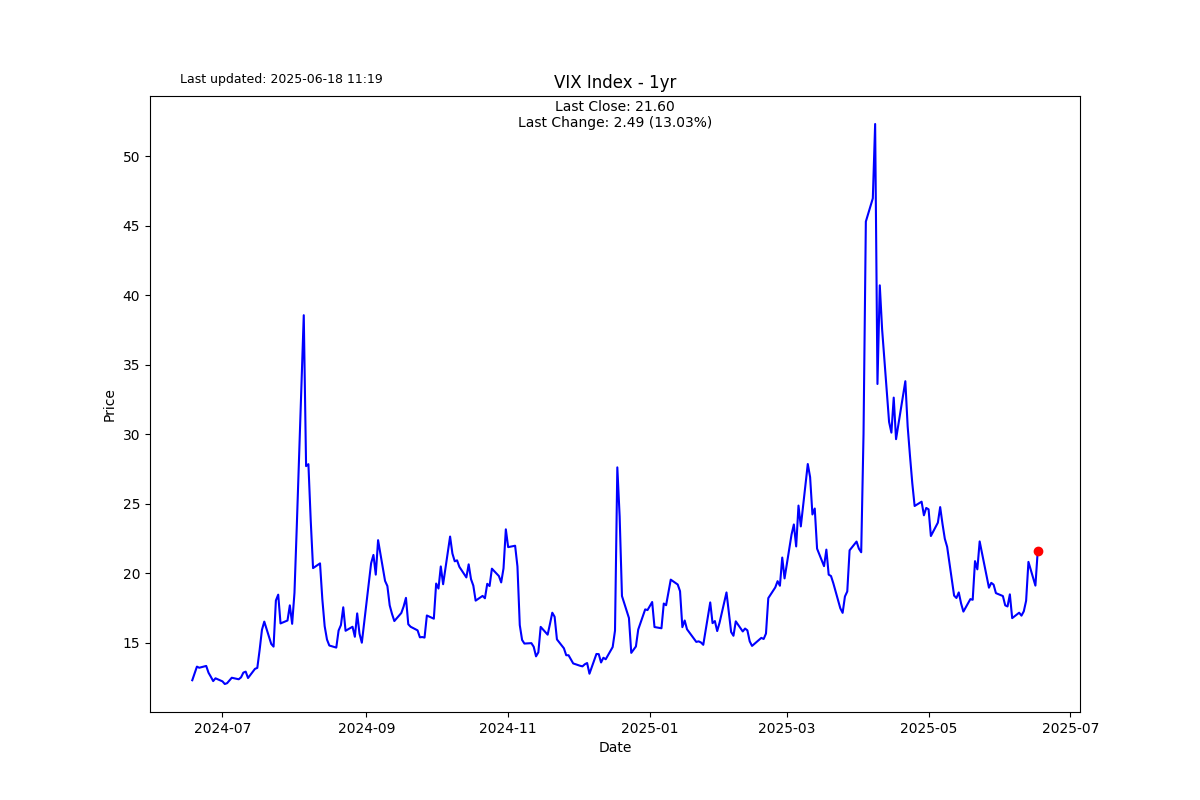 Last updated: 2025-06-18 11:19
VIX Index - 1yr
Last Close: 21.60
Last Change: 2.49 (13.03%)
50
45
40
35
30
25
20
15
Price
2024-07
2024-09
2024-11
2025-01
2025-03
2025-05
2025-07
Date